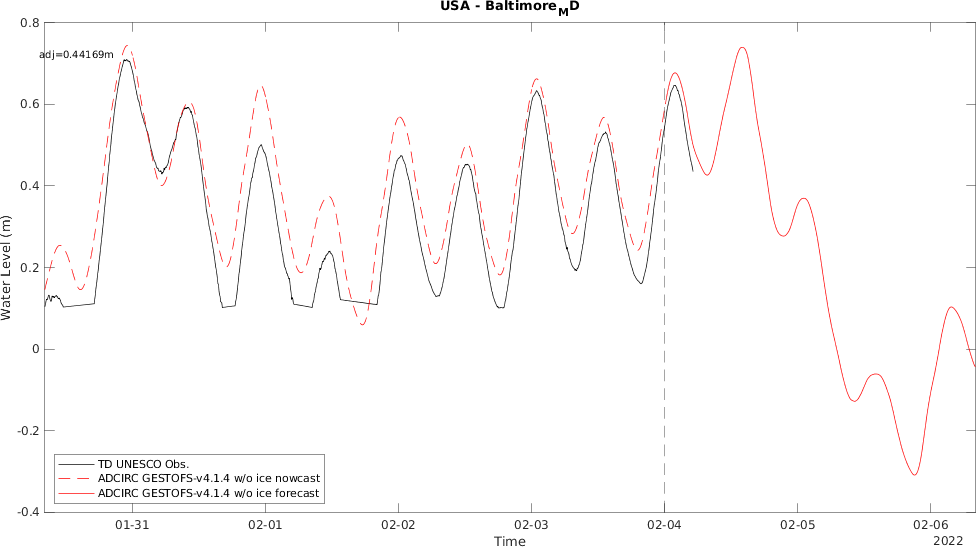 USA - Baltimore_MD
adj=0.44169m
0.8
0.6
0.4
0.2
0
-0.2
-0.4
Water Level (m)
TD UNESCO Obs.
ADCIRC GESTOFS-v4.1.4 w/o ice nowcast
ADCIRC GESTOFS-v4.1.4 w/o ice forecast
01-31 02-01 02-02 02-03 02-04 02-05 02-06
Time
2022